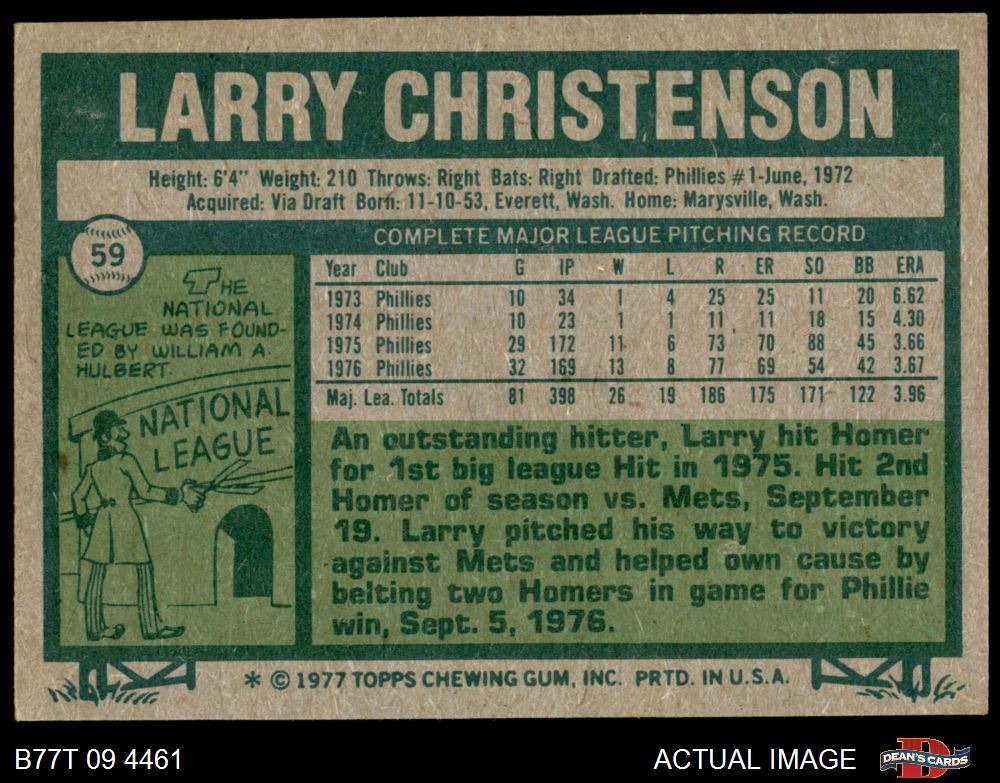 LARRY CHRISTENSON
Height: 6'4" Weight: 210 Throws: Right Bats: Right Drafted: Phillies #1-June, 1972
Acquired: Via Draft Born: 11-10-53, Everett, Wash. Home: Marysville, Wash.
59
THE
NATIONAL
LEAGUE WAS FOUND-
ED BY WILLIAM A.
HULBERT.
NATIONAL
LEAGUE
COMPLETE MAJOR LEAGUE PITCHING RECORD
Year Club G IP W L R ER SO BB ERA
1973 Phillies 10 34 1 4 25 25 11 20 6.62
1974 Phillies 10 23 1 1 11 11 18 15 4.30
1975 Phillies 29 172 11 6 73 70 88 45 3.66
1976 Phillies 32 169 13 8 77 69 54 42 3.67
Maj. Lea. Totals 81 398 26 19 186 175 171 122 3.96
An outstanding hitter, Larry hit Homer
for 1st big league Hit in 1975. Hit 2nd
Homer of season vs. Mets, September
19. Larry pitched his way to victory
against Mets and helped own cause by
belting two Homers in game for Phillie
win, Sept. 5, 1976.
* © 1977 TOPPS CHEWING GUM, INC. PRTD. IN U.S.A.
B77T 09 4461
ACTUAL IMAGE
DEAN'S CARDS